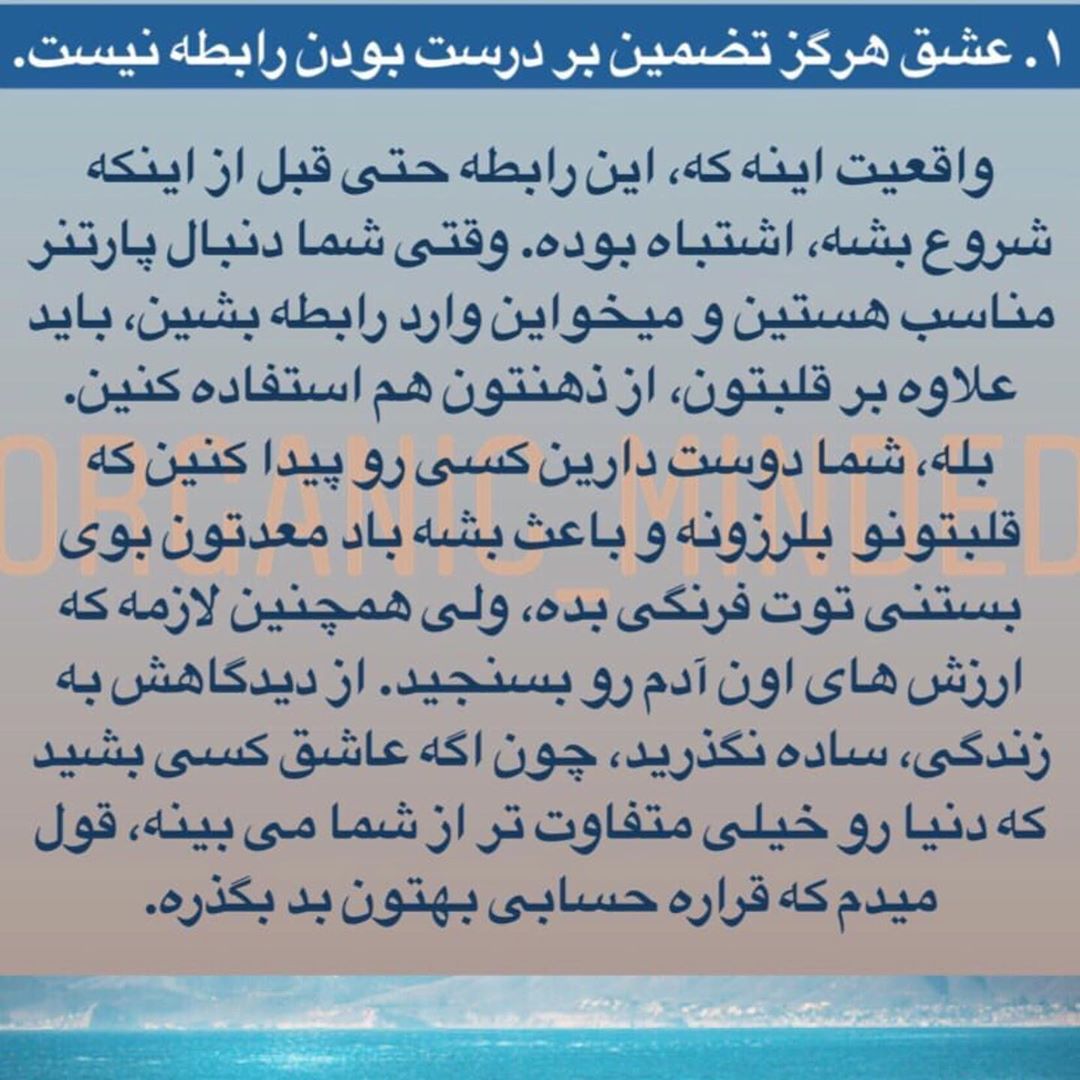 ۱. عشق هرگز تضمین بر درست بودن رابطه نیست.
واقعیت اینه که، این رابطه حتی قبل از اینکه
شروع بشه، اشتباه بوده. وقتی شما دنبال پارتنر
مناسب هستین و میخواین وارد رابطه بشین، باید
علاوه بر قلبتون، از ذهنتون هم استفاده کنین.
بله، شما دوست دارین کسی رو پیدا کنین که
قلبتونو بلرزونه و باعث بشه باد معدتون بوی
بستنی توت فرنگی بده، ولی همچنین لازمه که
ارزش های اون آدم رو بسنجید. از دیدگاهش به
زندگی، ساده نگذرید، چون اگه عاشق کسی بشید
که دنیا رو خیلی متفاوت تر از شما می بینه، قول
میدم که قراره حسابی بهتون بد بگذره.
ORGANIC_MINDED